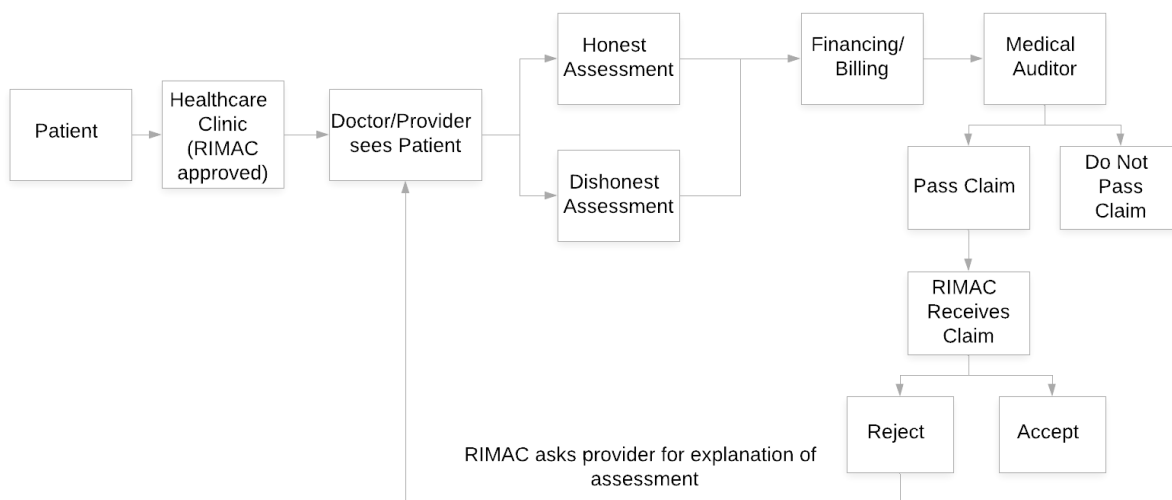 Patient
Healthcare
Clinic
(RIMAC
approved)
Doctor/Provider
sees Patient
Honest
Assessment
Dishonest
Assessment
Financing/
Billing
Medical
Auditor
Pass Claim
Do Not
Pass
Claim
RIMAC
Receives
Claim
Reject
Accept
RIMAC asks provider for explanation of
assessment